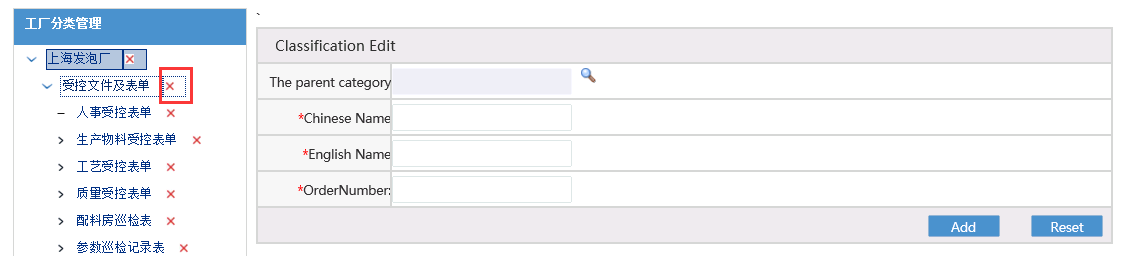 工厂分类管理
上海发泡厂
受控文件及表单
人事受控表单
生产物料受控表单
工艺受控表单
质量受控表单
配料房巡检表
参数巡检记录表
`
Classification Edit
The parent category
*Chinese Name
*English Name
*OrderNumber:
Add Reset